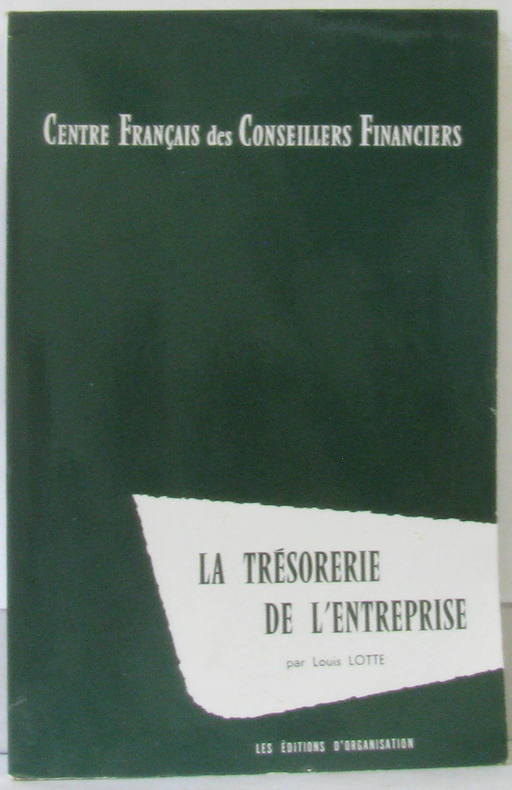 CENTRE FRANÇAIS des CONSEILLERS FINANCIERS
LA TRÉSORERIE
DE L'ENTREPRISE
par Louis LOTTE
LES ÉDITIONS D'ORGANISATION